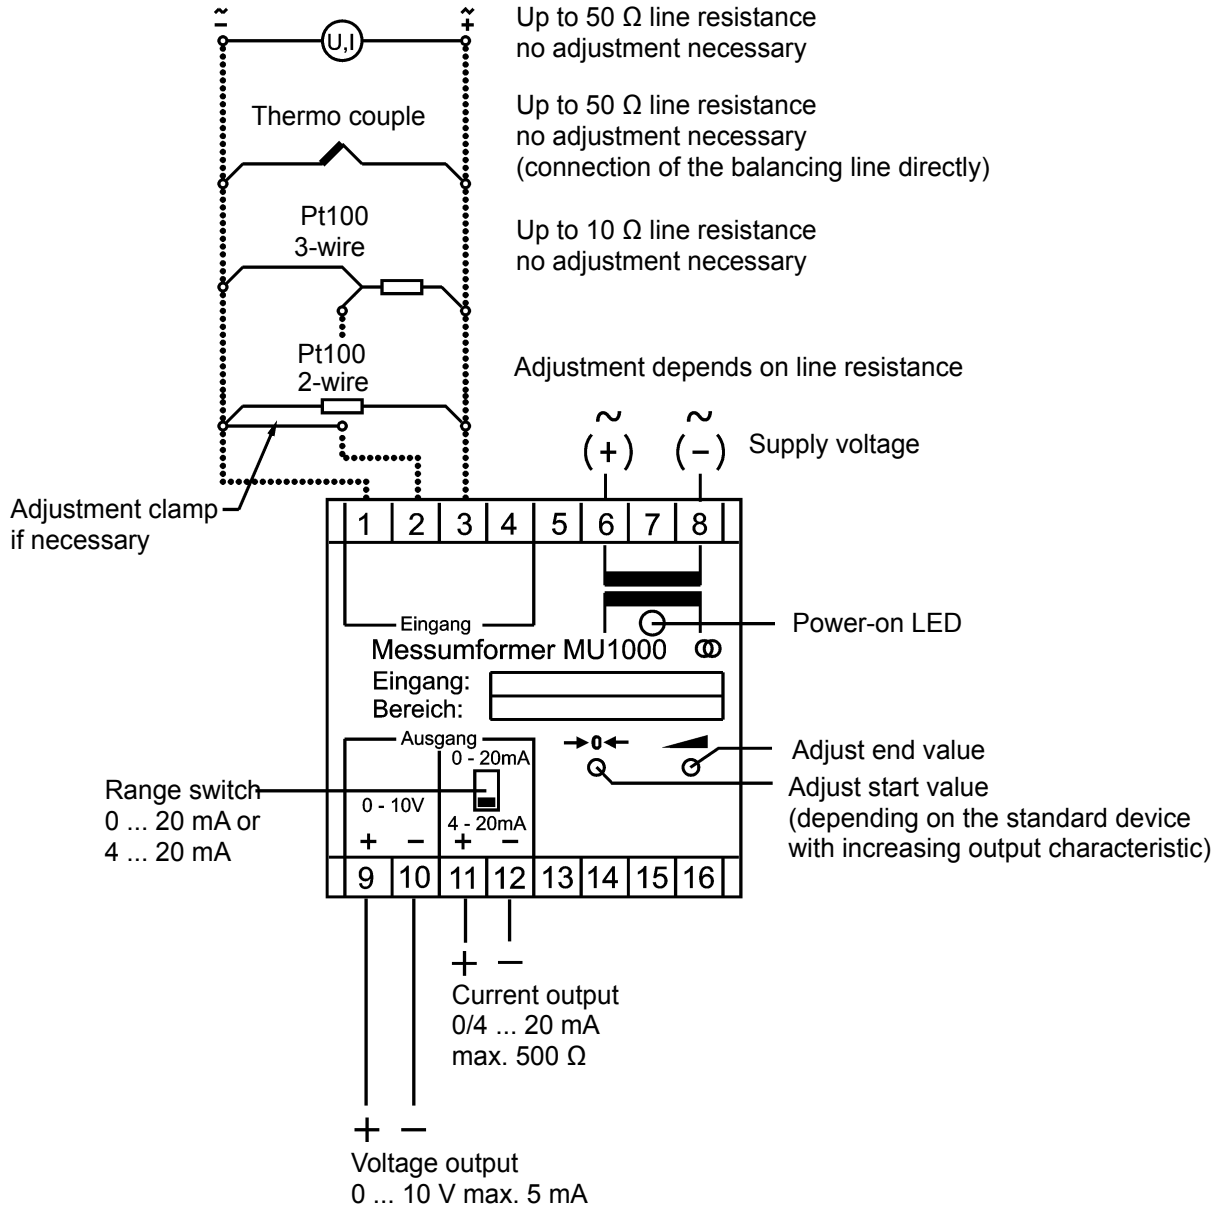 ~ ~
− +
U,I
Up to 50 Ω line resistance
no adjustment necessary
Thermo couple
Up to 50 Ω line resistance
no adjustment necessary
(connection of the balancing line directly)
Pt100
3-wire
Up to 10 Ω line resistance
no adjustment necessary
Pt100
2-wire
Adjustment depends on line resistance
~ ~
(+) (−)
Supply voltage
Adjustment clamp
if necessary
1 2 3 4 5 6 7 8
Eingang
Power-on LED
Messumformer MU1000
Eingang:
Bereich:
Ausgang
0 - 20mA
0 - 10V
4 - 20mA
+ − + −
→0←
Adjust end value
Adjust start value
(depending on the standard device
with increasing output characteristic)
Range switch
0 ... 20 mA or
4 ... 20 mA
9 10 11 12 13 14 15 16
+ −
Current output
0/4 ... 20 mA
max. 500 Ω
+ −
Voltage output
0 ... 10 V max. 5 mA